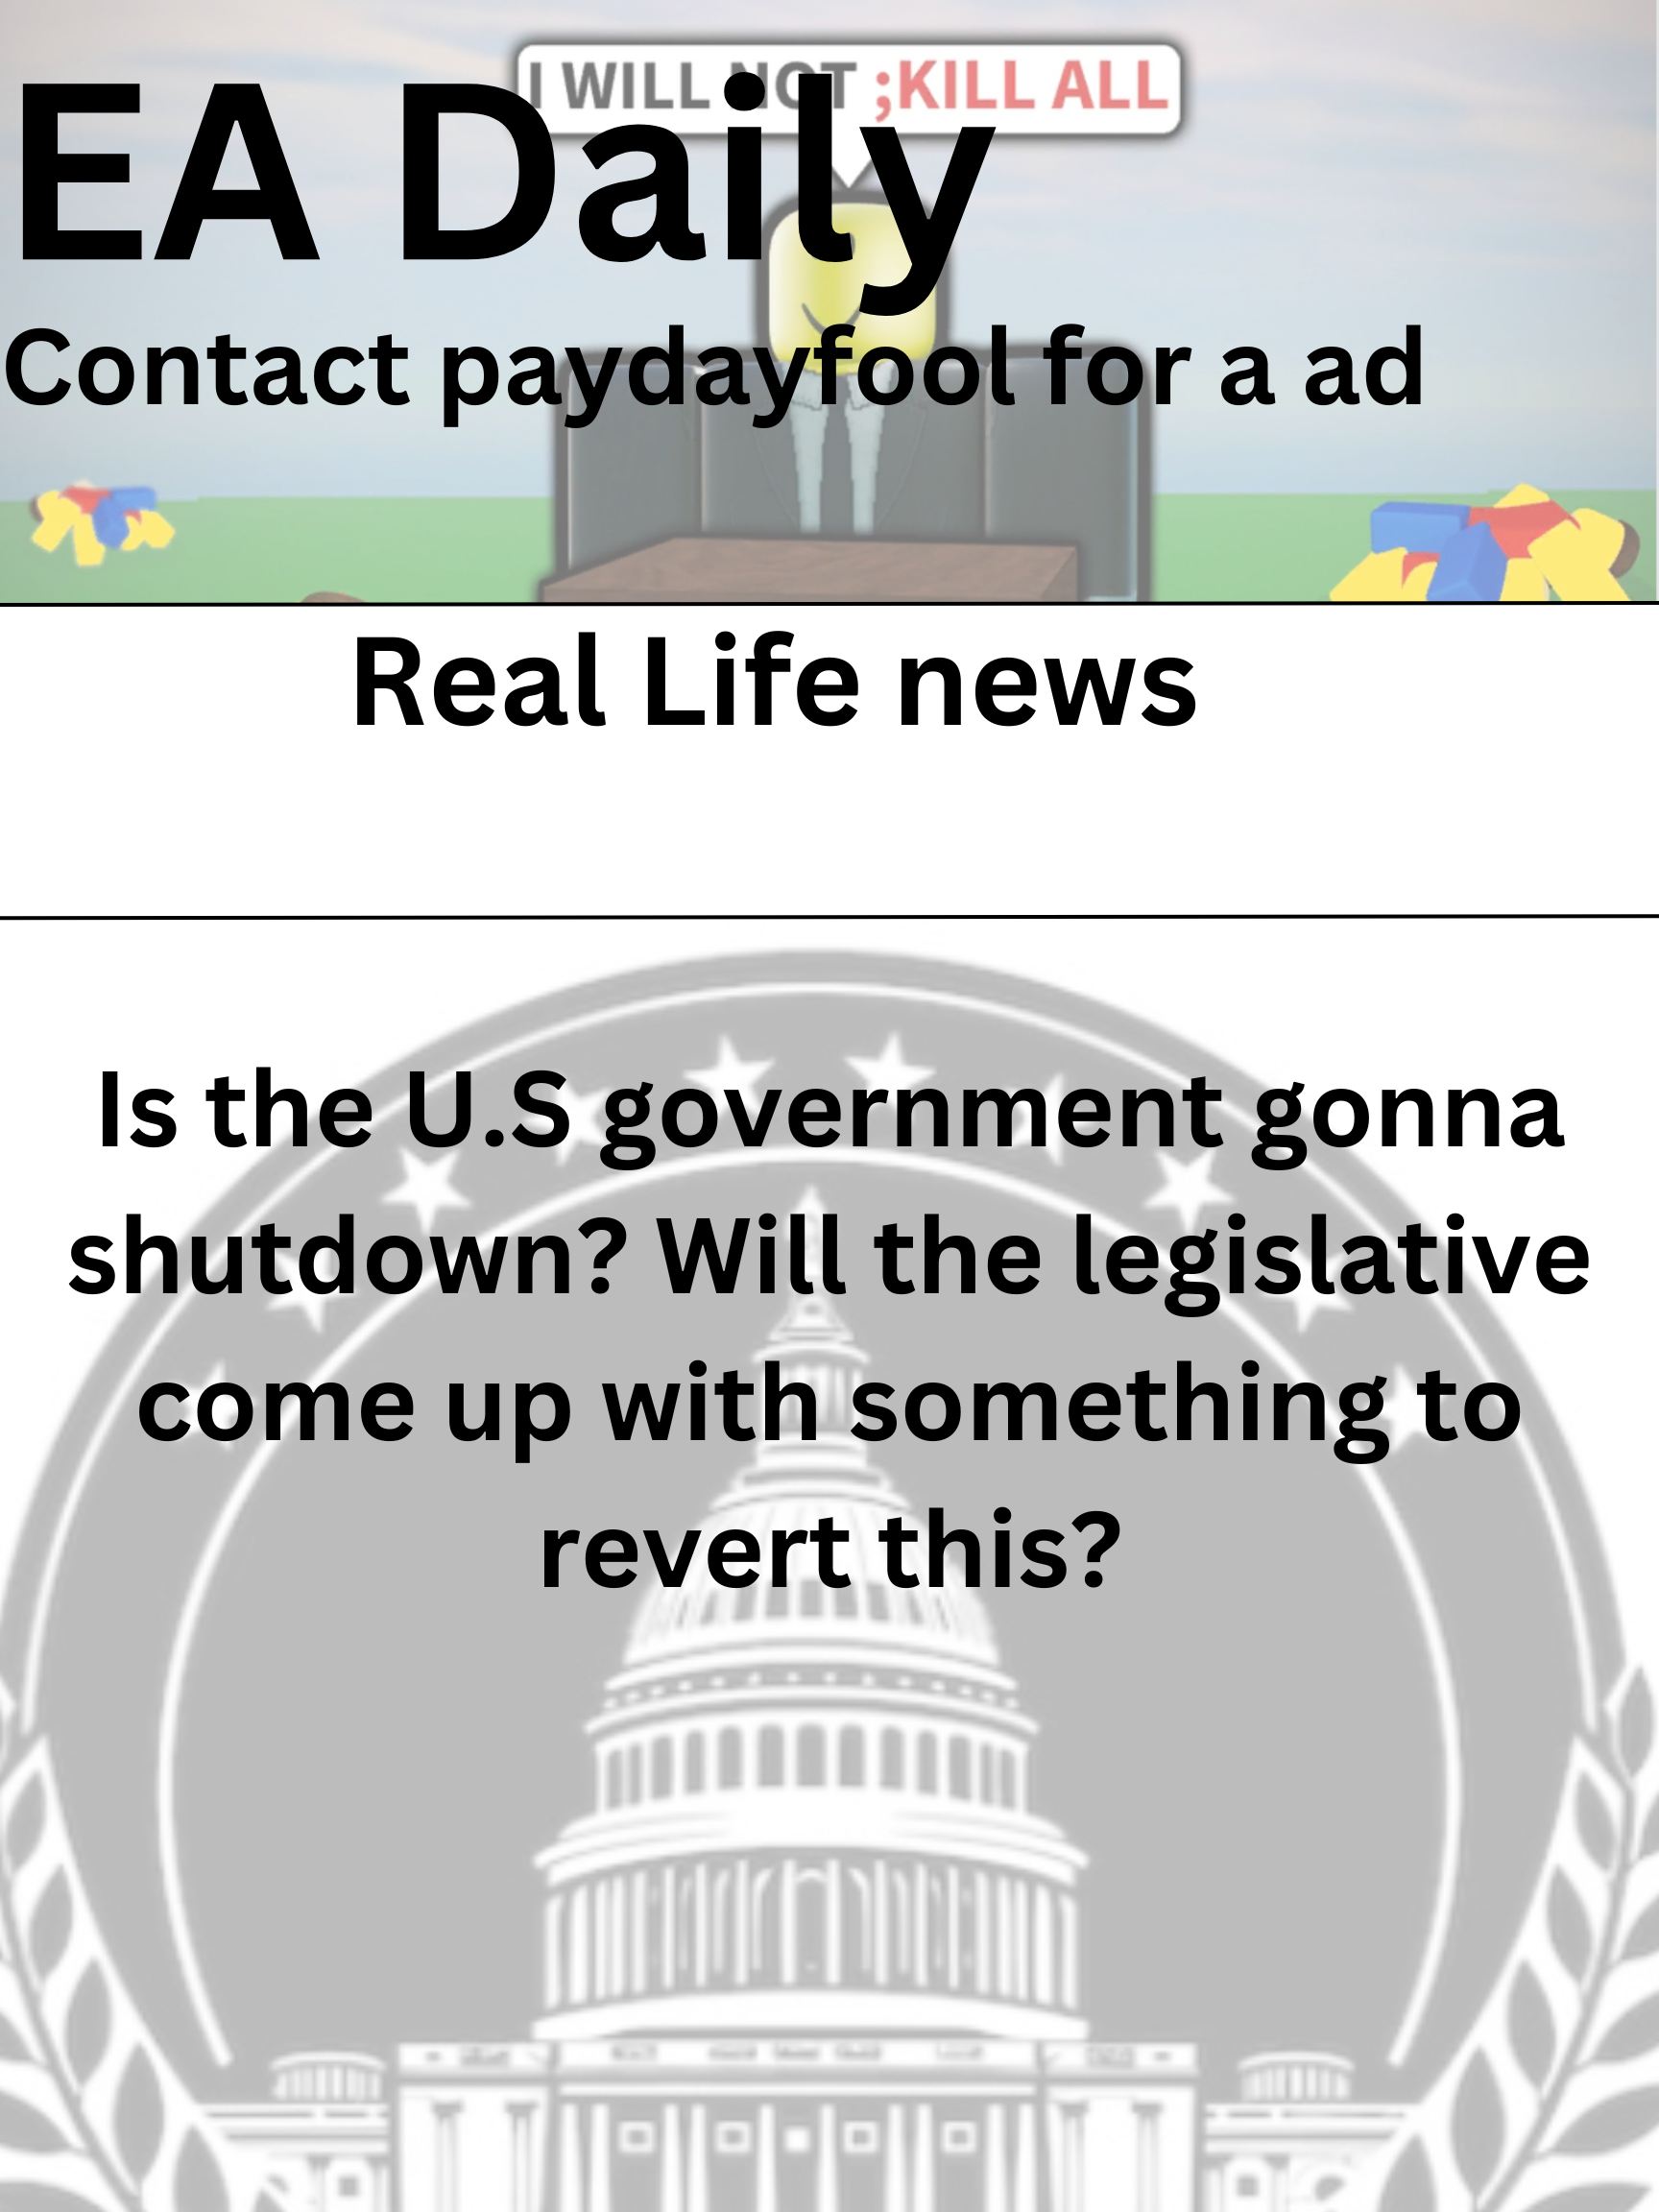 I WILL NOT ;KILL ALL
EA Daily
Contact paydayfool for a ad
Real Life news
Is the U.S government gonna
shutdown? Will the legislative
come up with something to
revert this?